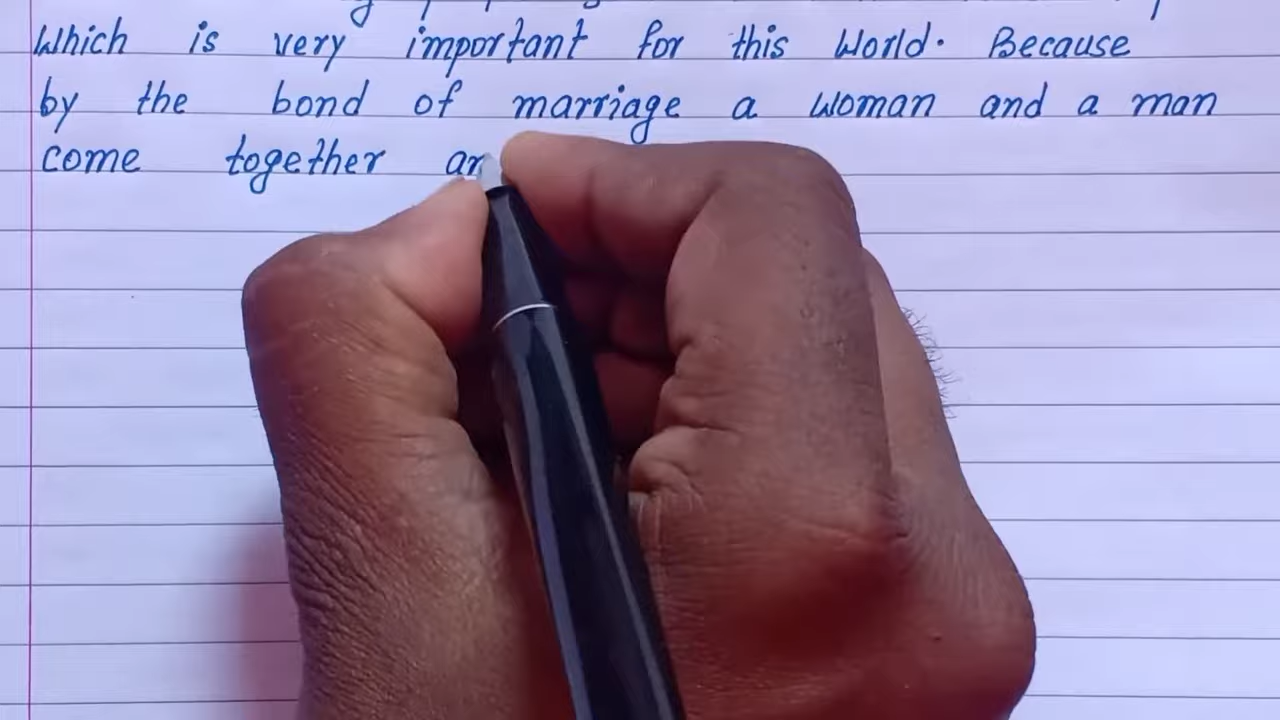 Which is very important for this World. Because
by the bond of marriage a woman and a man
come together